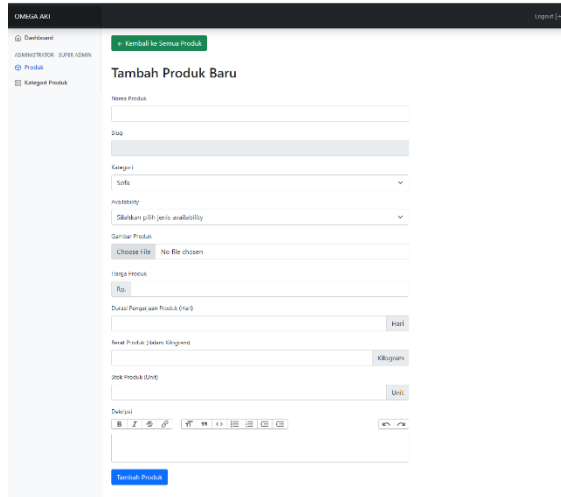 OMEGA AKI
Logout
Dashboard
ADMINISTRATOR SUPER ADMIN
Produk
Kategori Produk
← Kembali ke Semua Produk
Tambah Produk Baru
Nama Produk
Slug
Kategori
Sofa
Availability
Silahkan pilih jenis availability
Gambar Produk
Choose File No file chosen
Harga Produk
Rp.
Durasi Pengerjaan Produk (Hari)
Hari
Berat Produk (dalam Kilogram)
Kilogram
Stok Produk (Unit)
Unit
Dekripsi
B I S
Tambah Produk